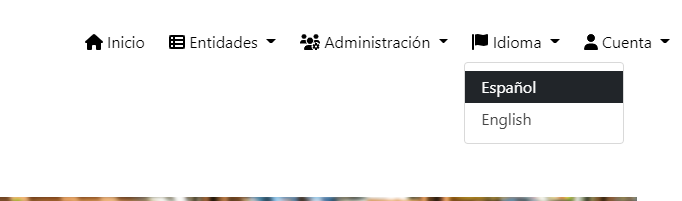 Inicio Entidades Administración Idioma Cuenta
Español
English